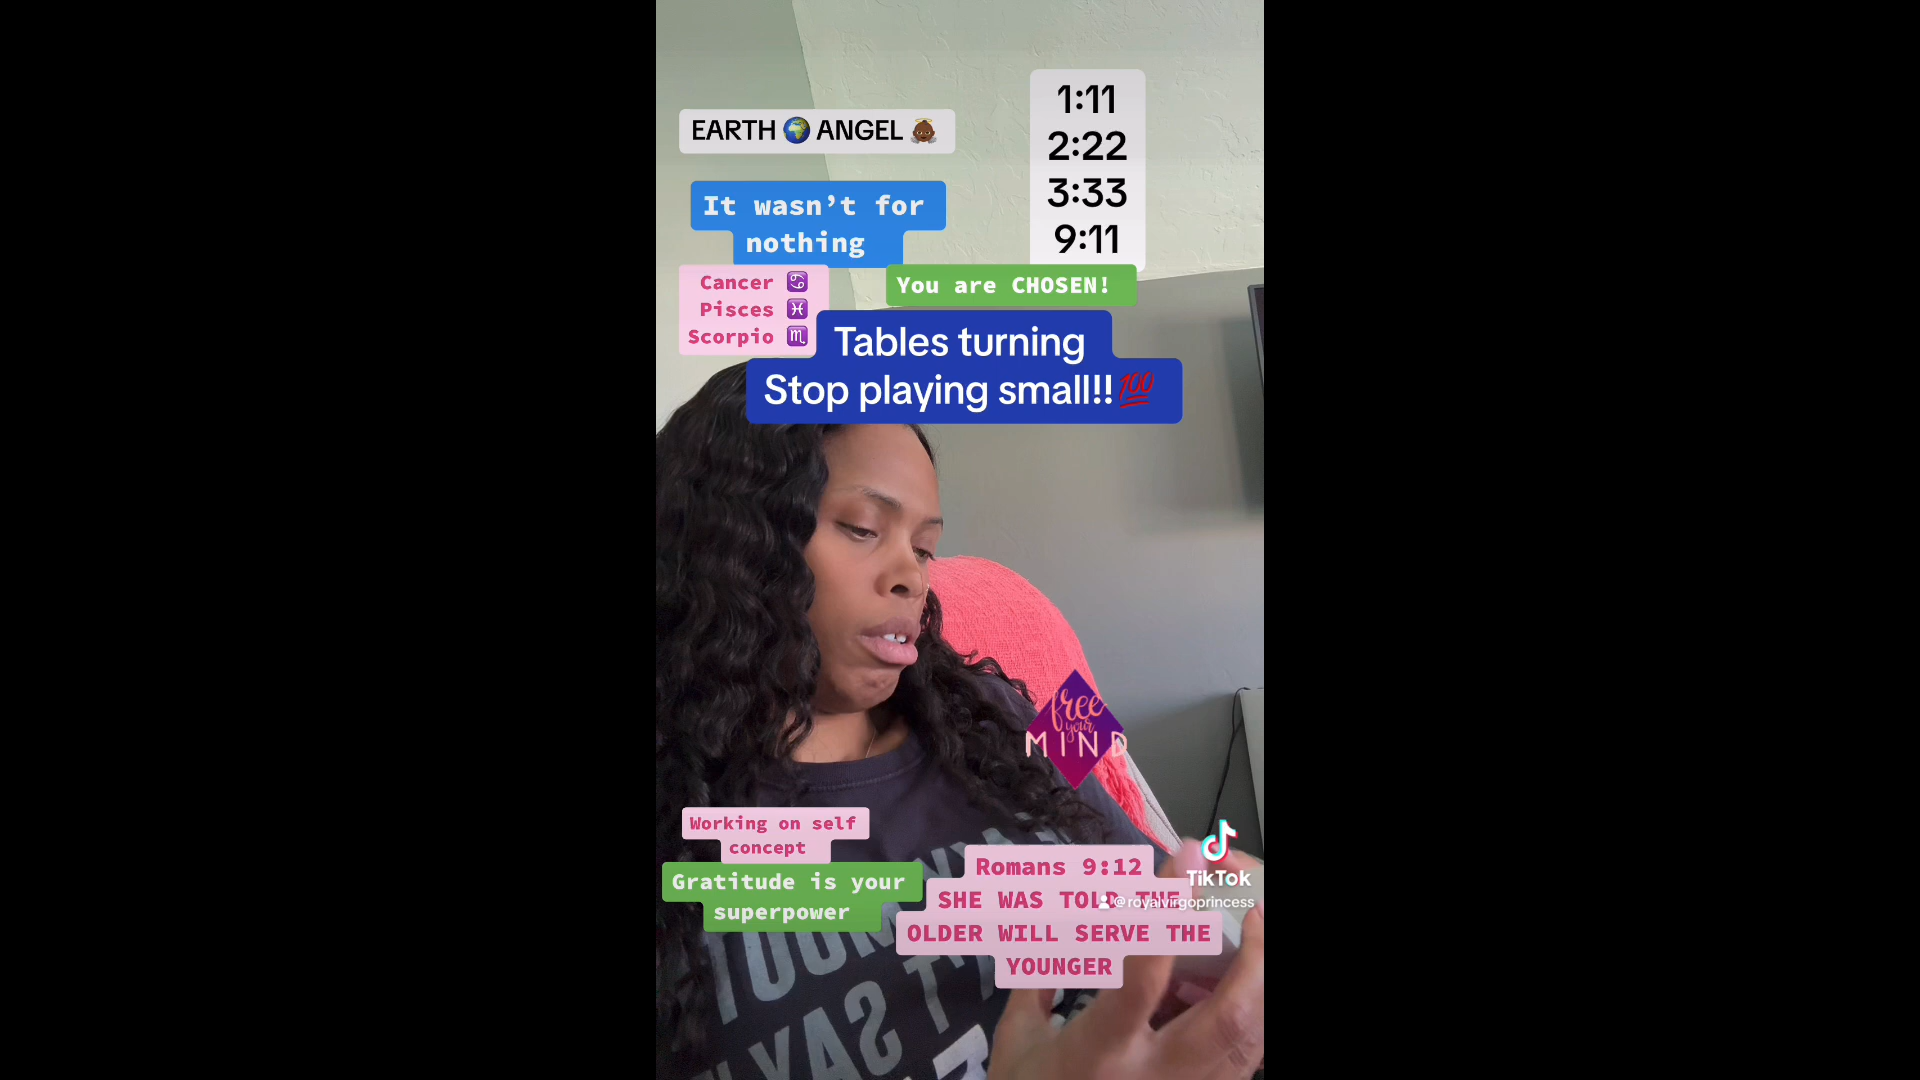 1:11
2:22
3:33
9:11
EARTH 🌍 ANGEL 👼🏾
It wasn't for
nothing
Cancer ♋
Pisces ♓
Scorpio ♏
You are CHOSEN!
Tables turning
Stop playing small!!💯
free
your
MIND
Working on self
concept
Gratitude is your
superpower
Romans 9:12
SHE WAS TOLD THE
OLDER WILL SERVE THE
YOUNGER
TikTok
@royalvirgoprincess